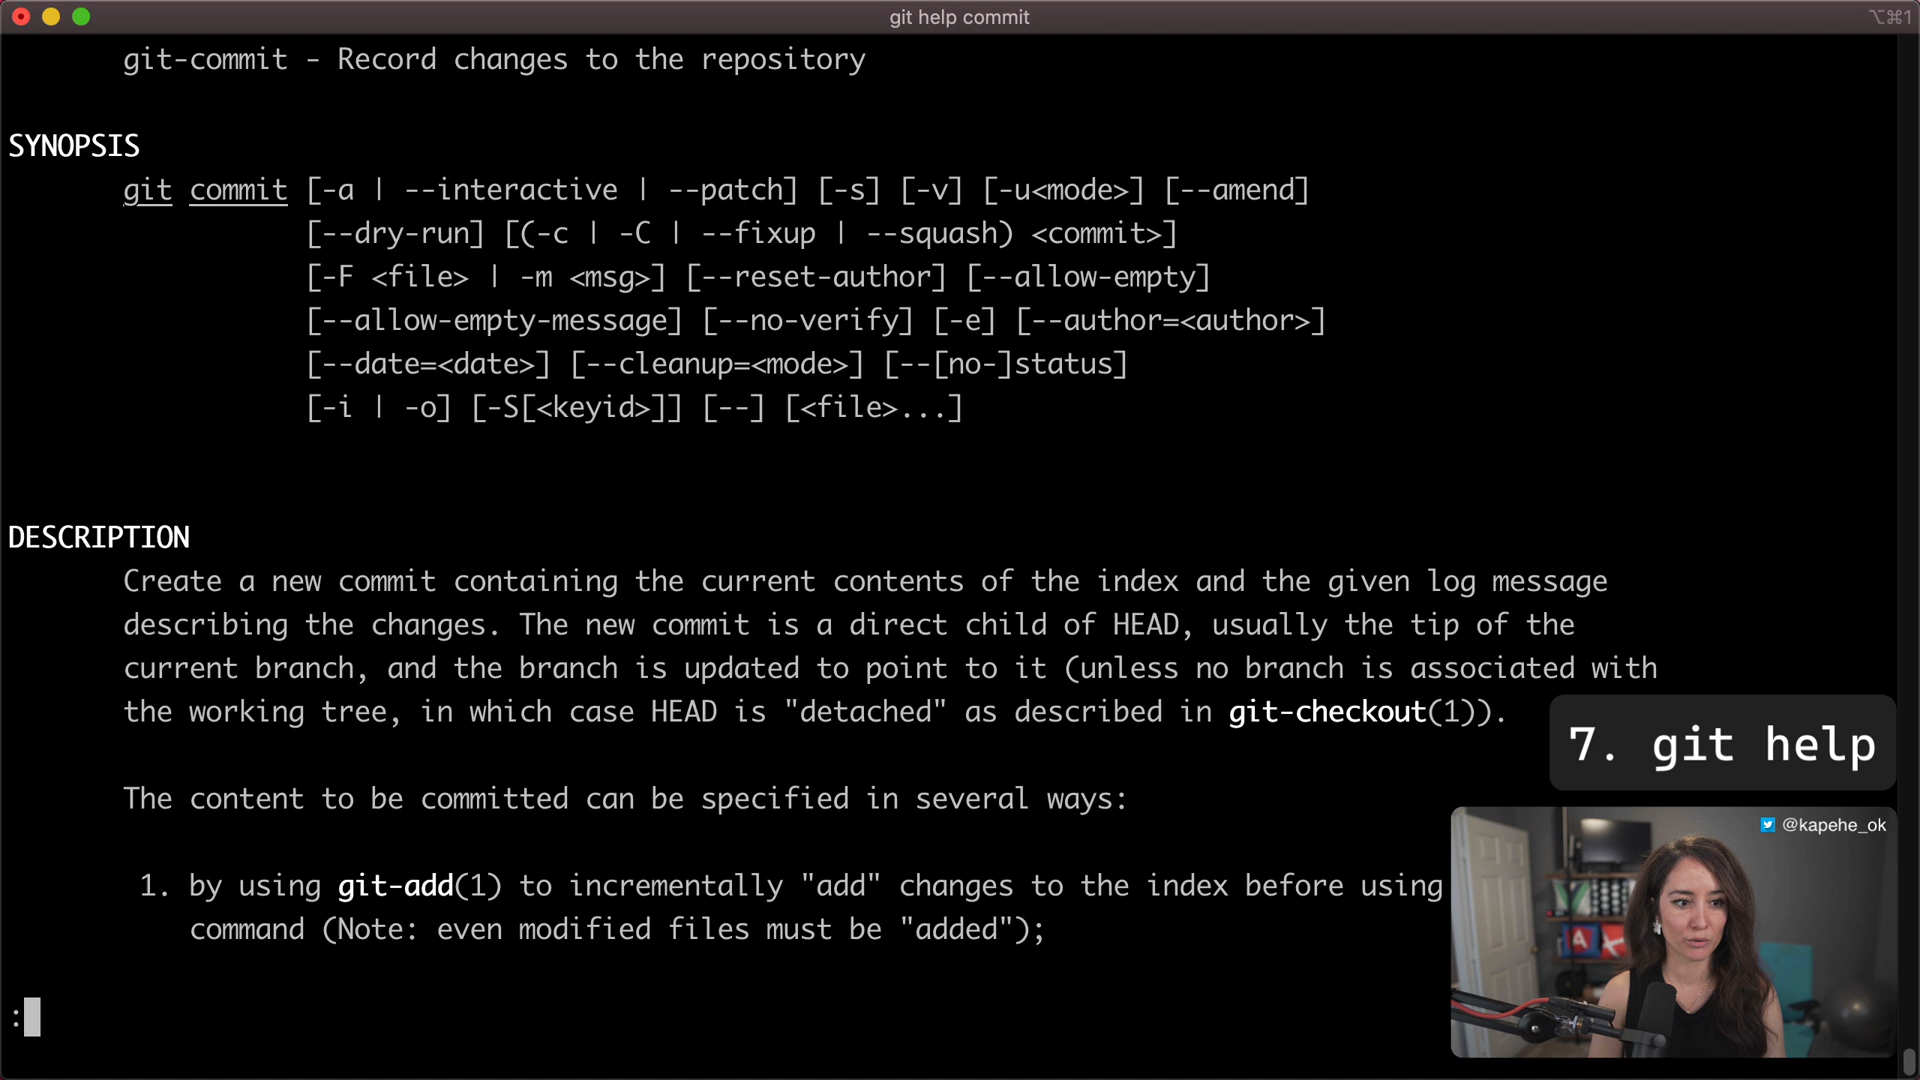 git help commit
⌥⌘1
git-commit - Record changes to the repository
SYNOPSIS
git commit [-a | --interactive | --patch] [-s] [-v] [-u<mode>] [--amend]
[--dry-run] [(-c | -C | --fixup | --squash) <commit>]
[-F <file> | -m <msg>] [--reset-author] [--allow-empty]
[--allow-empty-message] [--no-verify] [-e] [--author=<author>]
[--date=<date>] [--cleanup=<mode>] [--[no-]status]
[-i | -o] [-S[<keyid>]] [--] [<file>...]
DESCRIPTION
Create a new commit containing the current contents of the index and the given log message
describing the changes. The new commit is a direct child of HEAD, usually the tip of the
current branch, and the branch is updated to point to it (unless no branch is associated with
the working tree, in which case HEAD is "detached" as described in git-checkout(1)).
7. git help
The content to be committed can be specified in several ways:
@kapehe_ok
1. by using git-add(1) to incrementally "add" changes to the index before using
command (Note: even modified files must be "added");
: